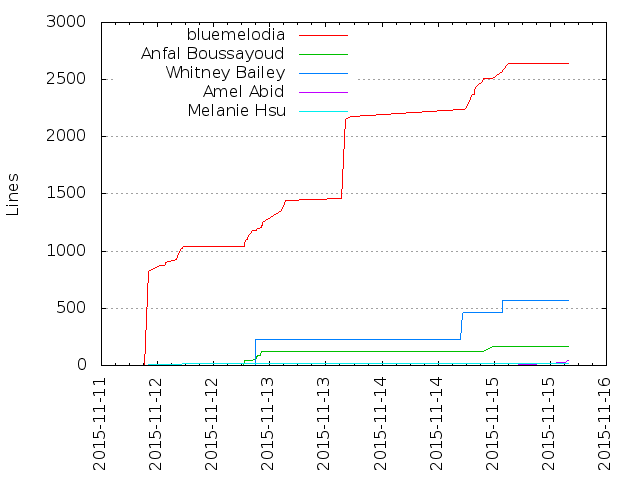 3000
2500
2000
1500
1000
500
0
Lines
bluemelodia
Anfal Boussayoud
Whitney Bailey
Amel Abid
Melanie Hsu
2015-11-11
2015-11-12
2015-11-12
2015-11-13
2015-11-13
2015-11-14
2015-11-14
2015-11-15
2015-11-15
2015-11-16